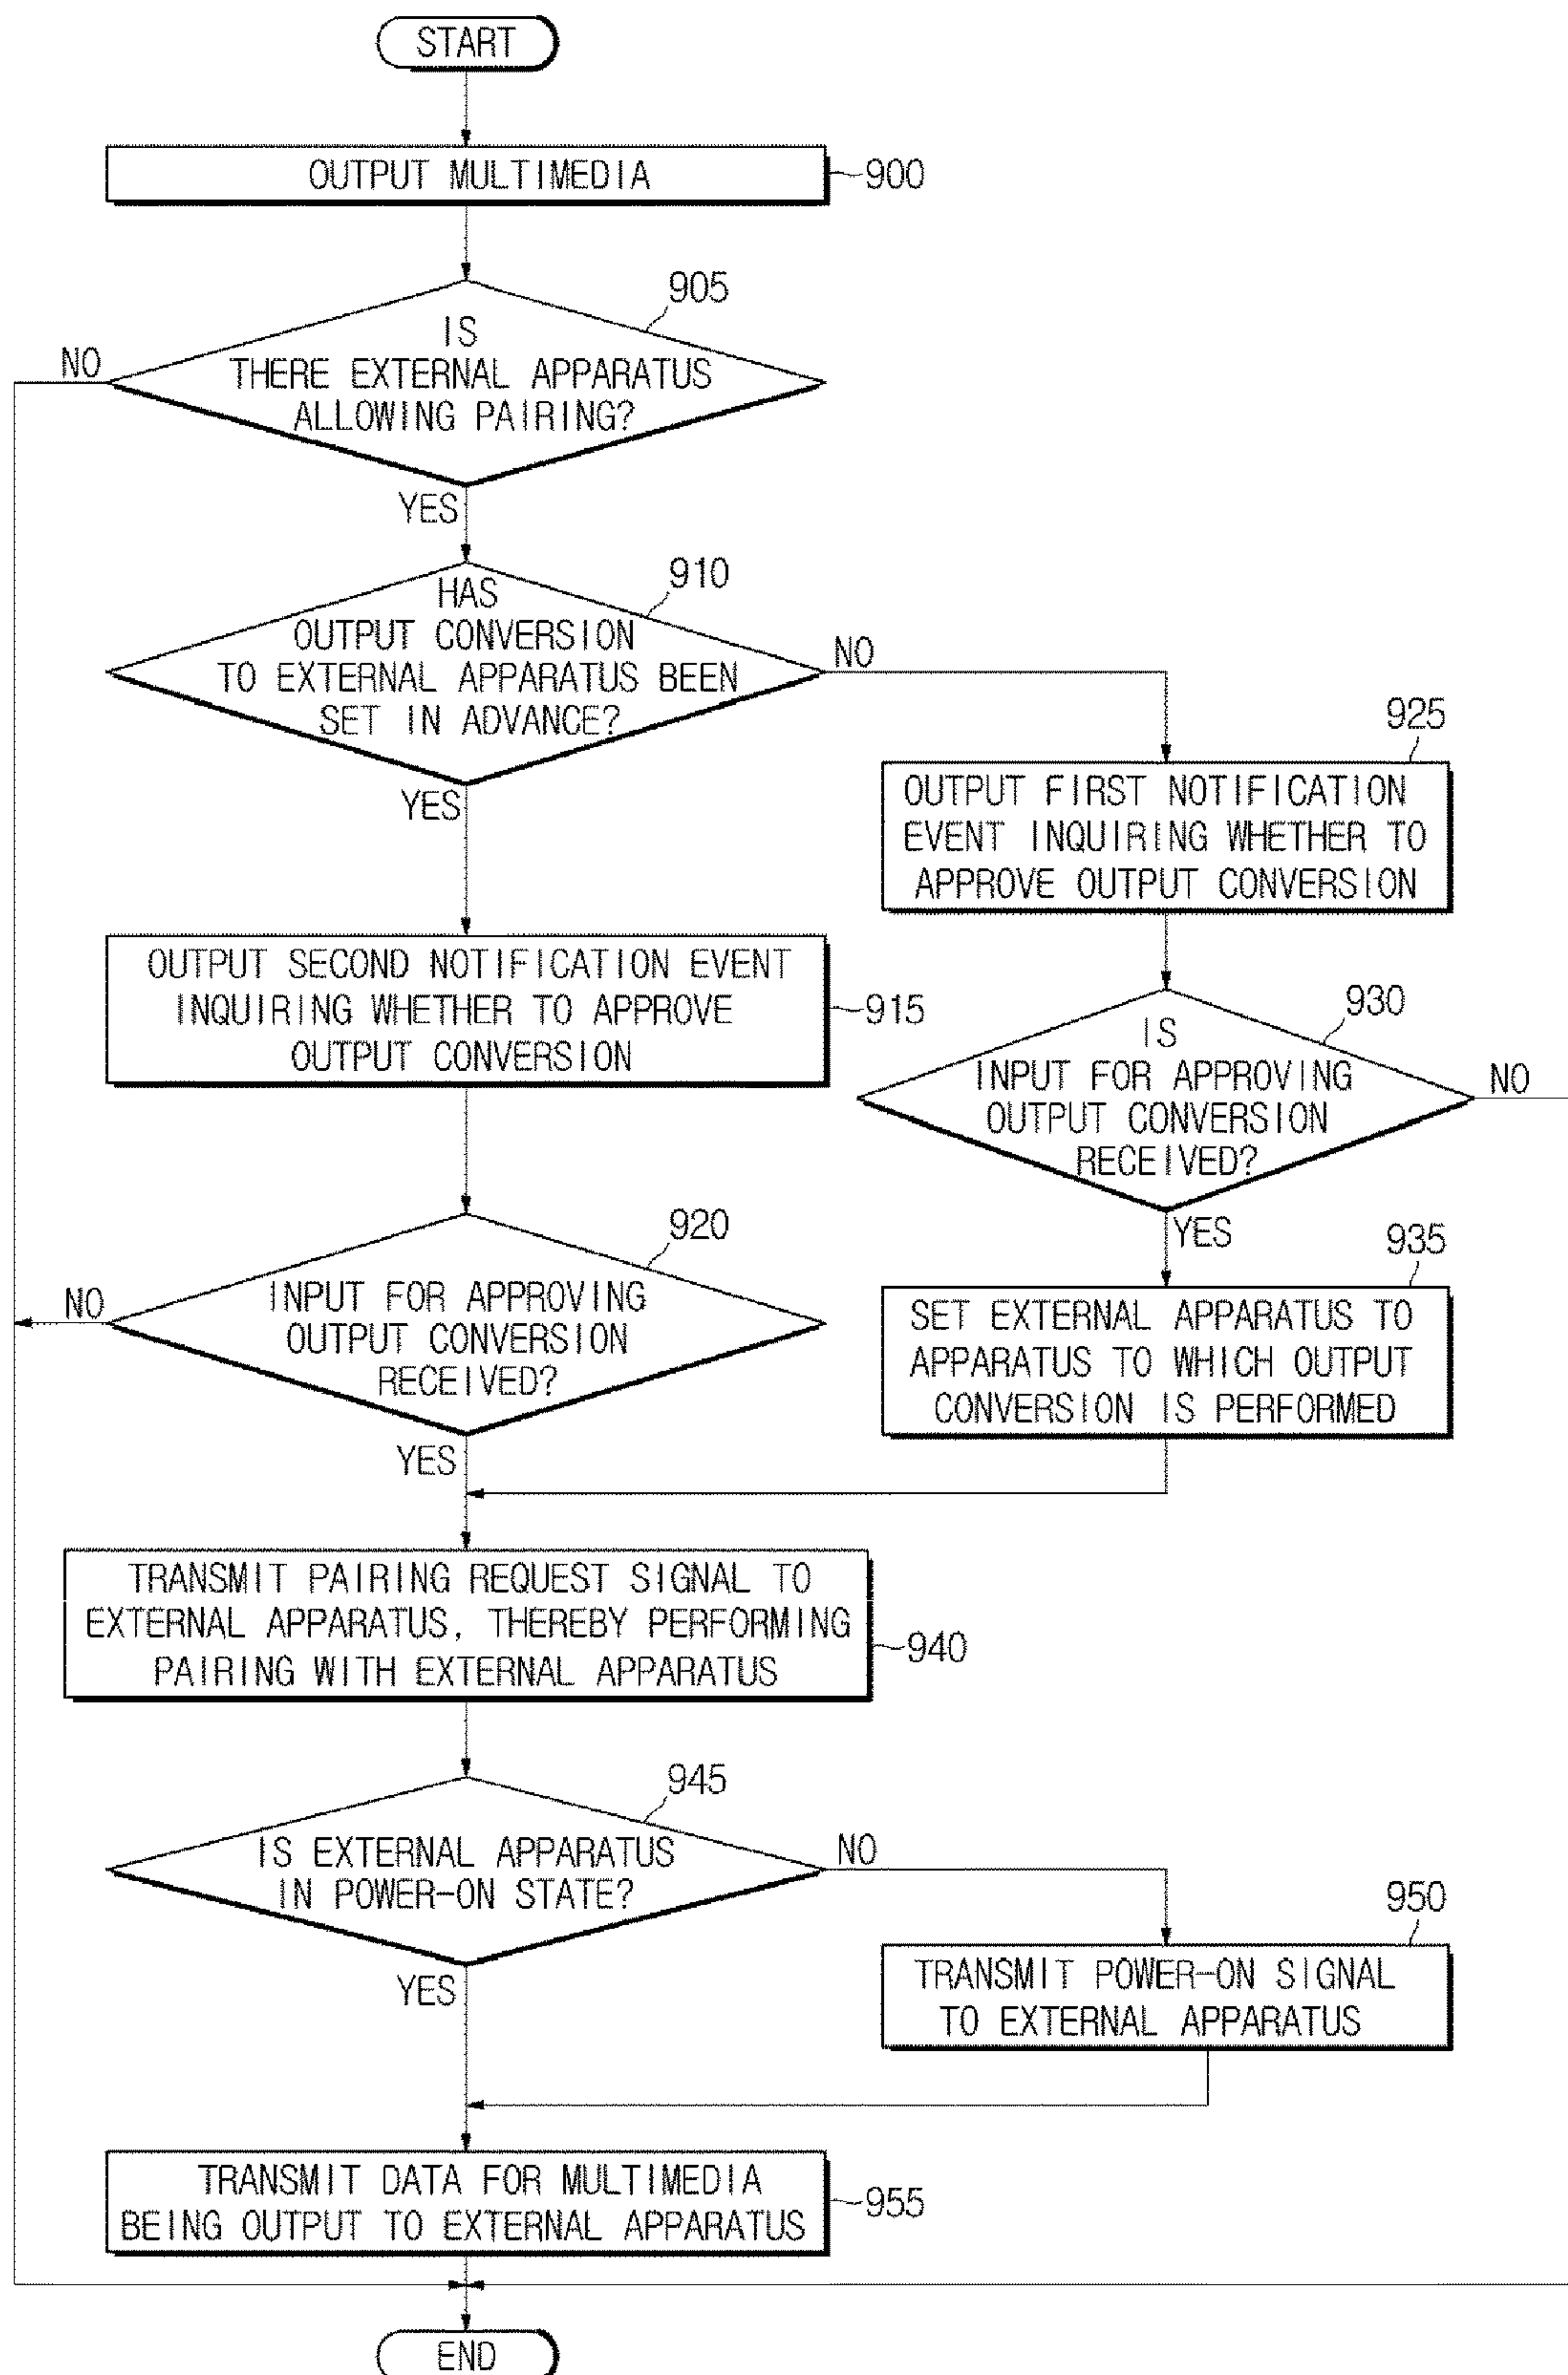 START
OUTPUT MULTIMEDIA
900
905
IS
THERE EXTERNAL APPARATUS
ALLOWING PAIRING?
NO
YES
910
HAS
OUTPUT CONVERSION
TO EXTERNAL APPARATUS BEEN
SET IN ADVANCE?
NO
YES
925
OUTPUT FIRST NOTIFICATION
EVENT INQUIRING WHETHER TO
APPROVE OUTPUT CONVERSION
OUTPUT SECOND NOTIFICATION EVENT
INQUIRING WHETHER TO APPROVE
OUTPUT CONVERSION
915
930
IS
INPUT FOR APPROVING
OUTPUT CONVERSION
RECEIVED?
NO
YES
920
INPUT FOR APPROVING
OUTPUT CONVERSION
RECEIVED?
NO
YES
935
SET EXTERNAL APPARATUS TO
APPARATUS TO WHICH OUTPUT
CONVERSION IS PERFORMED
TRANSMIT PAIRING REQUEST SIGNAL TO
EXTERNAL APPARATUS, THEREBY PERFORMING
PAIRING WITH EXTERNAL APPARATUS
940
945
IS EXTERNAL APPARATUS
IN POWER-ON STATE?
NO
YES
950
TRANSMIT POWER-ON SIGNAL
TO EXTERNAL APPARATUS
TRANSMIT DATA FOR MULTIMEDIA
BEING OUTPUT TO EXTERNAL APPARATUS
955
END